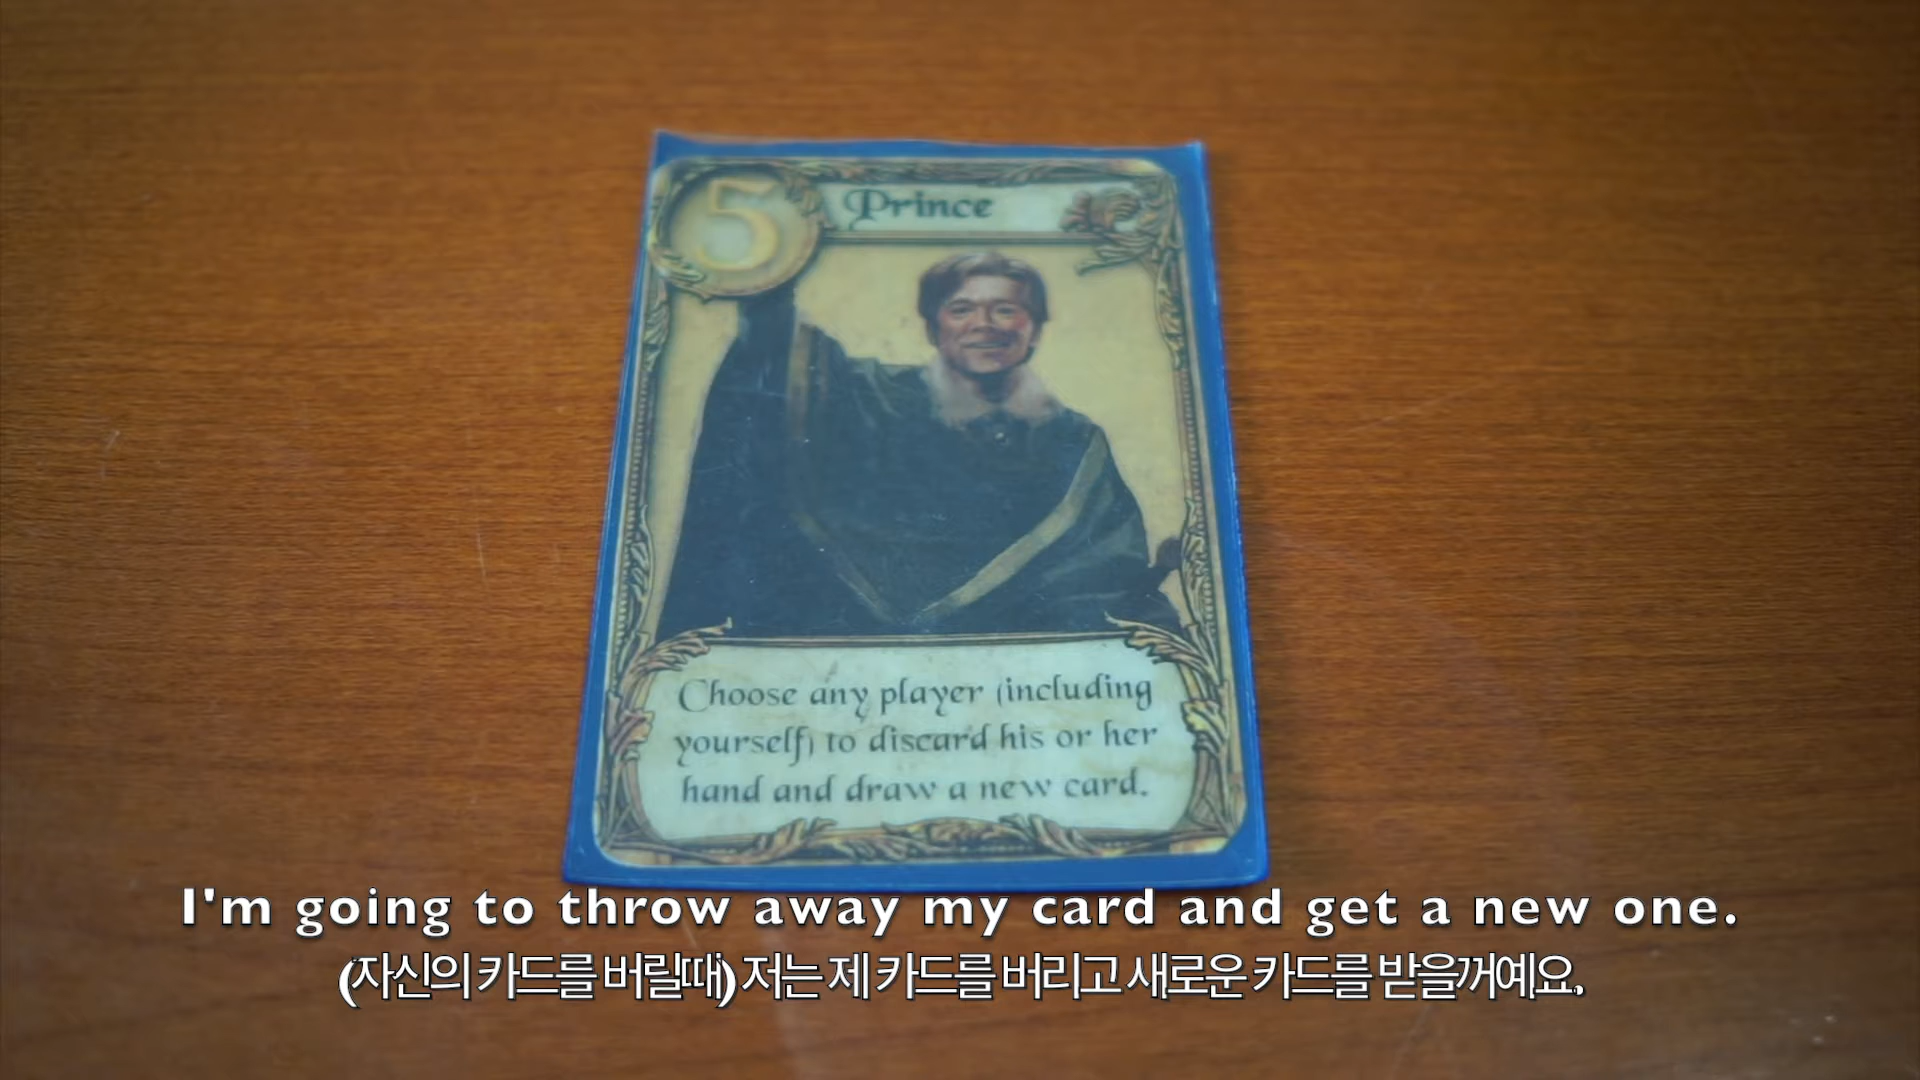 5
Prince
Choose any player (including
yourself) to discard his or her
hand and draw a new card.
I'm going to throw away my card and get a new one.
(자신의 카드를 버릴때) 저는 제 카드를 버리고 새로운 카드를 받을꺼예요.